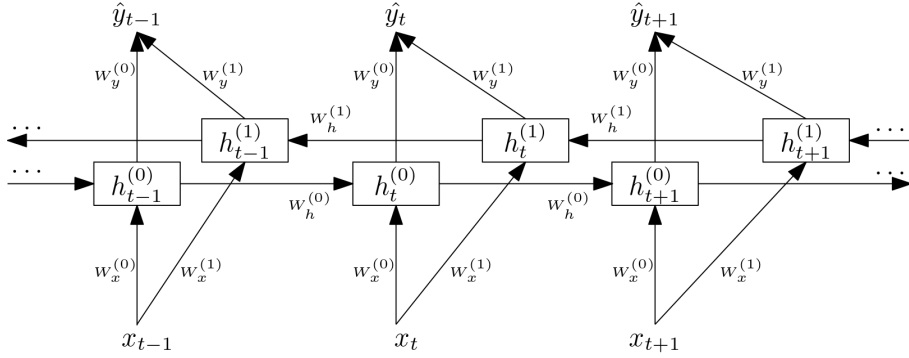 ŷ_{t−1} ŷ_t ŷ_{t+1}
W_y^{(0)} W_y^{(1)} W_y^{(0)} W_y^{(1)} W_y^{(0)} W_y^{(1)}
W_h^{(1)} W_h^{(1)}
... h_{t−1}^{(1)} h_t^{(1)} h_{t+1}^{(1)} ...
... h_{t−1}^{(0)} h_t^{(0)} h_{t+1}^{(0)} ...
W_h^{(0)} W_h^{(0)}
W_x^{(0)} W_x^{(1)} W_x^{(0)} W_x^{(1)} W_x^{(0)} W_x^{(1)}
x_{t−1} x_t x_{t+1}